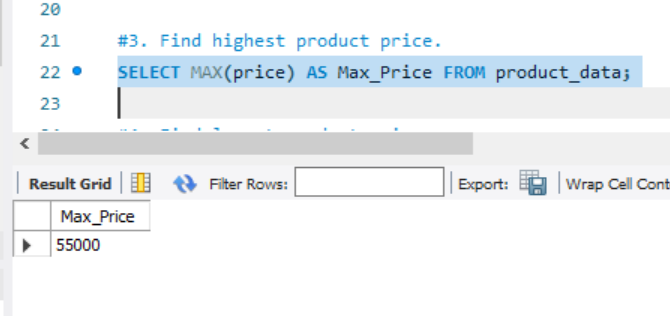 20
21 #3. Find highest product price.
22 SELECT MAX(price) AS Max_Price FROM product_data;
23
Result Grid Filter Rows: Export: Wrap Cell Cont
Max_Price
55000